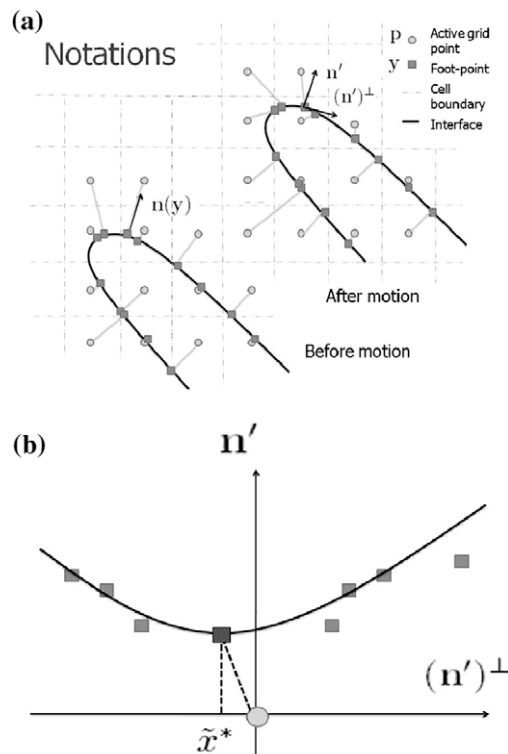 (a)
Notations
p Active grid point
y Foot-point
Cell boundary
Interface
n′
(n′)⊥
n(y)
After motion
Before motion
(b)
n′
(n′)⊥
x̃*